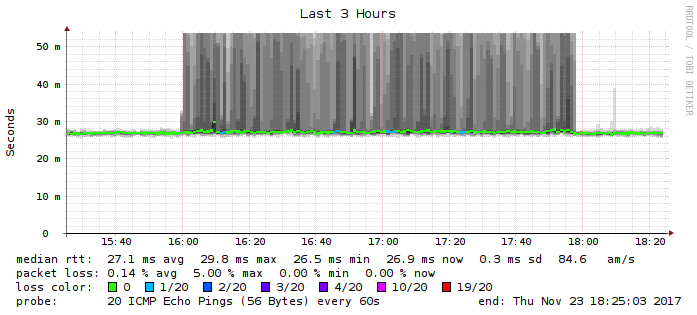 Last 3 Hours
RRDTOOL / TOBI OETIKER
Seconds
50 m
40 m
30 m
20 m
10 m
0
15:40 16:00 16:20 16:40 17:00 17:20 17:40 18:00 18:20
median rtt: 27.1 ms avg 29.8 ms max 26.5 ms min 26.9 ms now 0.3 ms sd 84.6 am/s
packet loss: 0.14 % avg 5.00 % max 0.00 % min 0.00 % now
loss color: 0 1/20 2/20 3/20 4/20 10/20 19/20
probe: 20 ICMP Echo Pings (56 Bytes) every 60s end: Thu Nov 23 18:25:03 2017